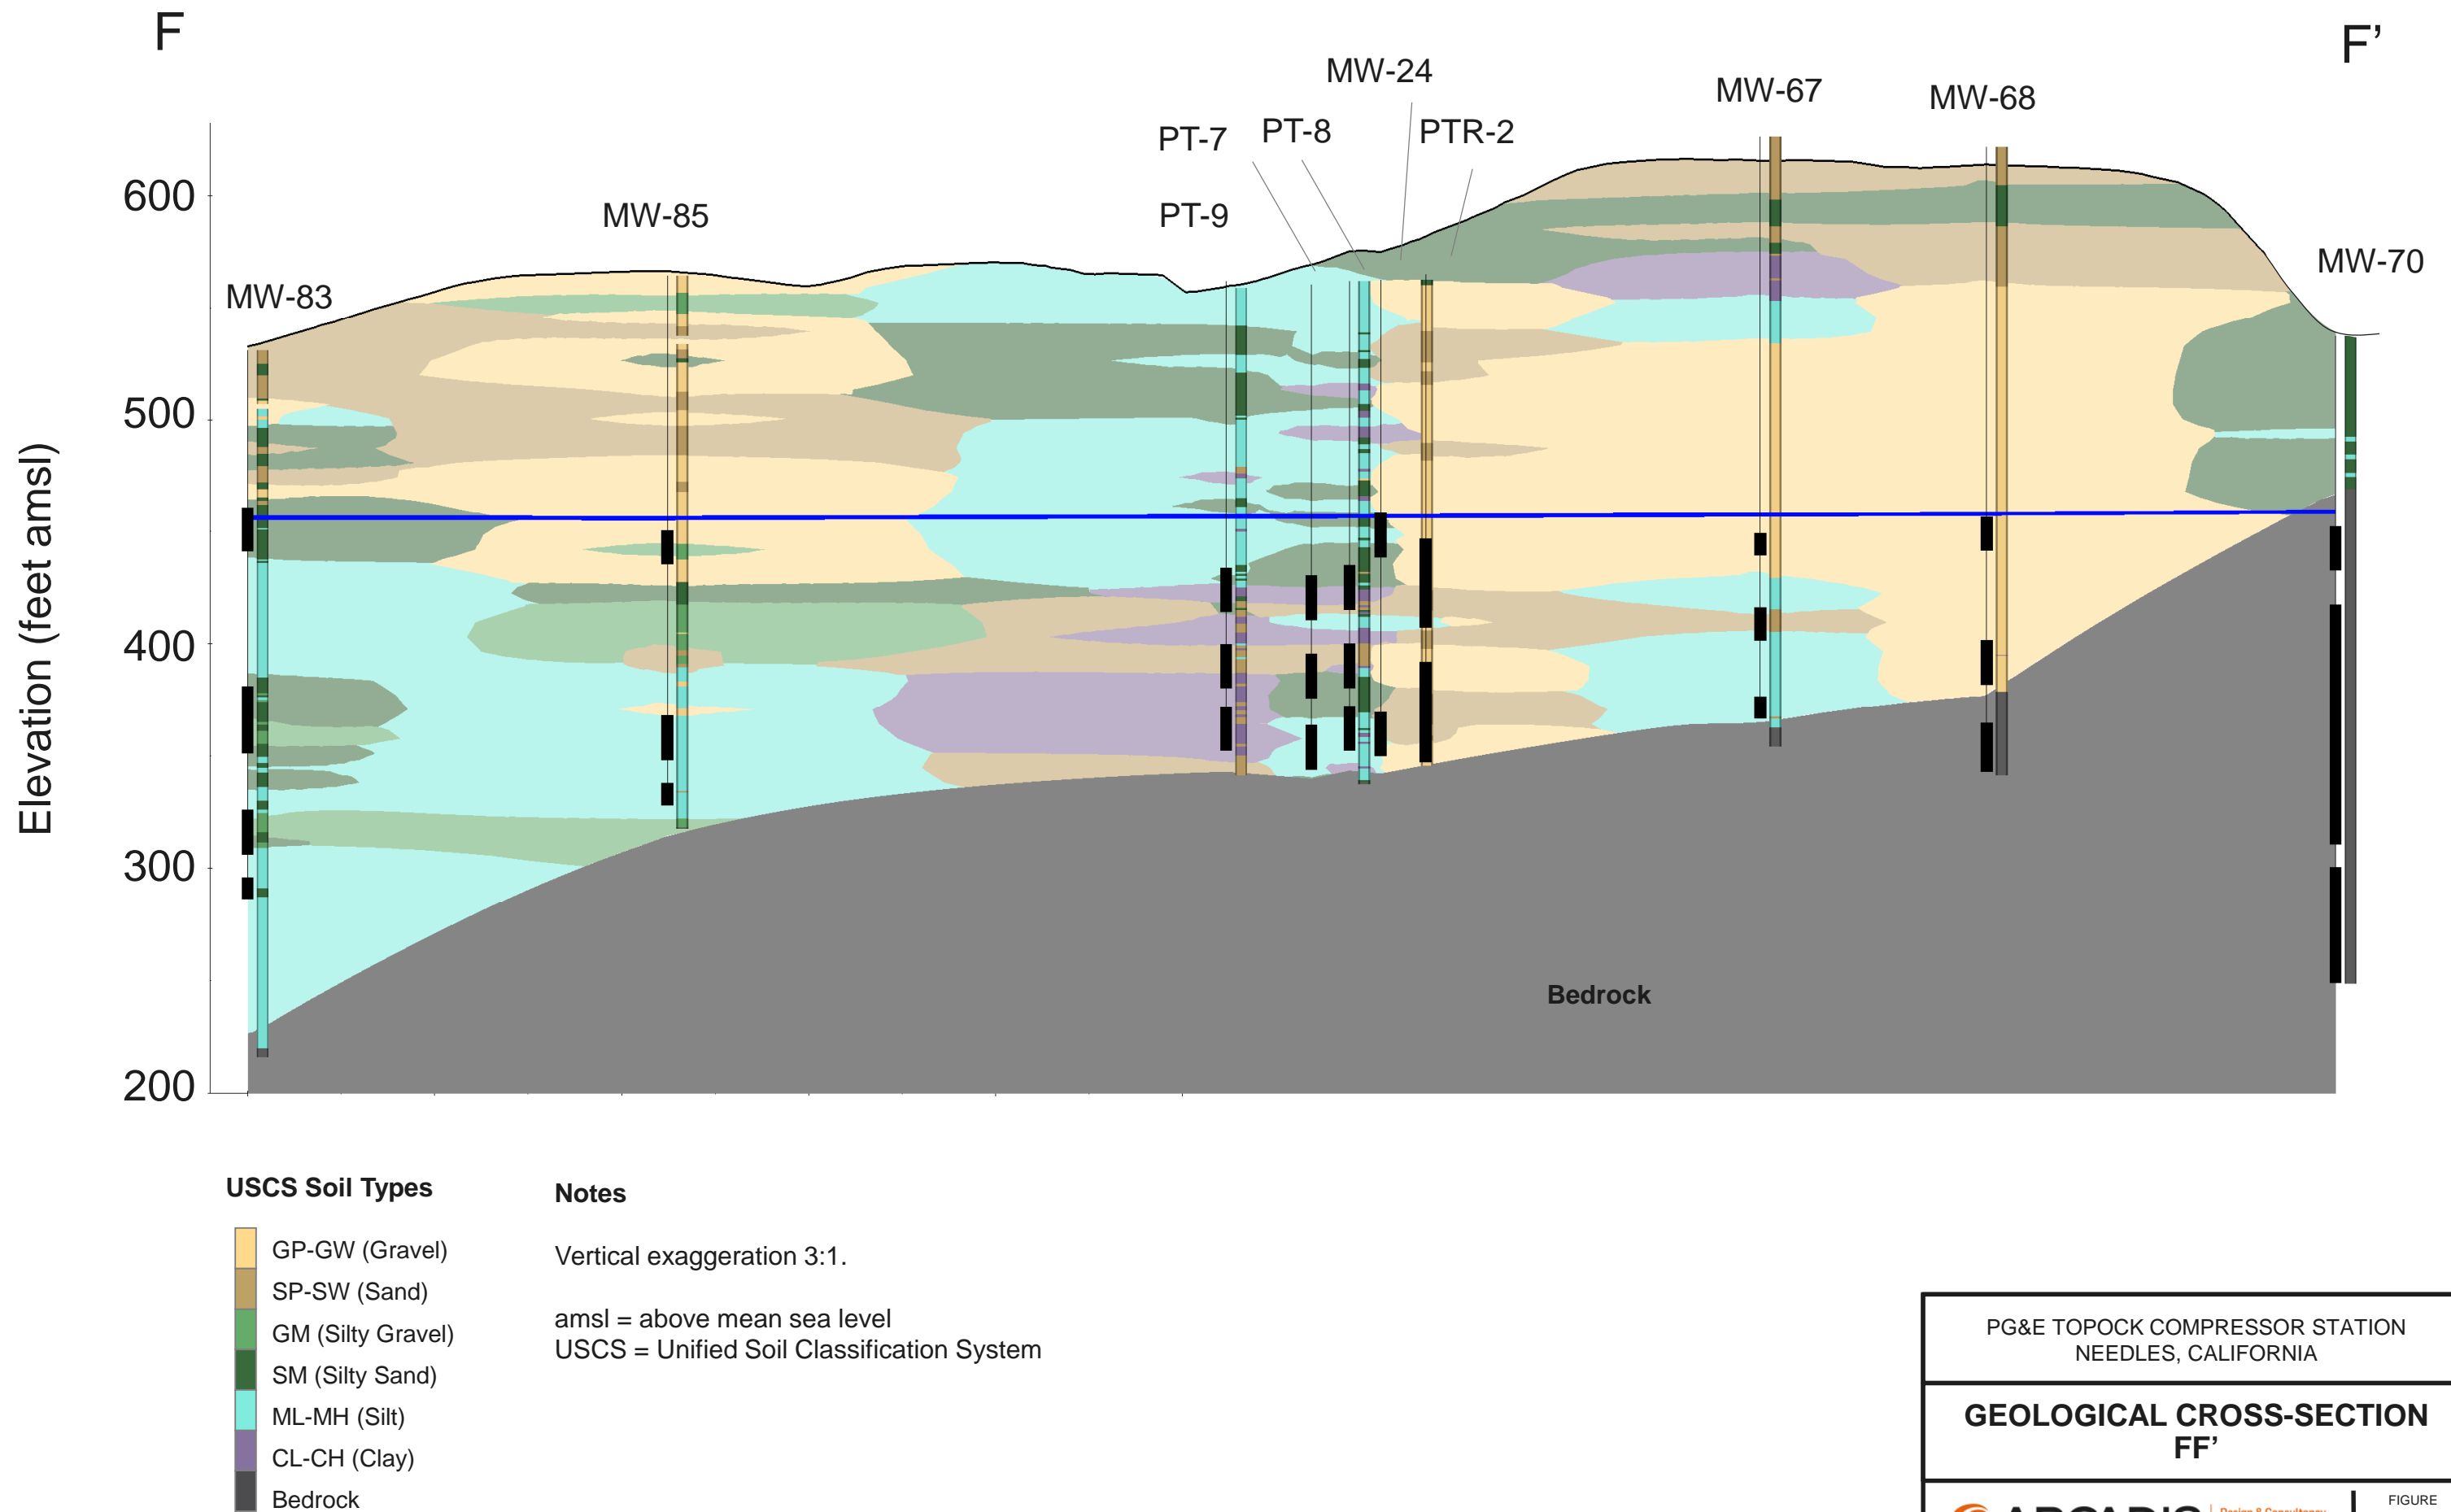 F
F’
MW-24
MW-67
MW-68
PT-7
PT-8
PTR-2
MW-85
PT-9
MW-70
MW-83
600
500
400
300
200
Elevation (feet amsl)
Bedrock
USCS Soil Types
GP-GW (Gravel)
SP-SW (Sand)
GM (Silty Gravel)
SM (Silty Sand)
ML-MH (Silt)
CL-CH (Clay)
Bedrock
Notes
Vertical exaggeration 3:1.
amsl = above mean sea level
USCS = Unified Soil Classification System
PG&E TOPOCK COMPRESSOR STATION
NEEDLES, CALIFORNIA
GEOLOGICAL CROSS-SECTION
FF’
ARCADIS
FIGURE